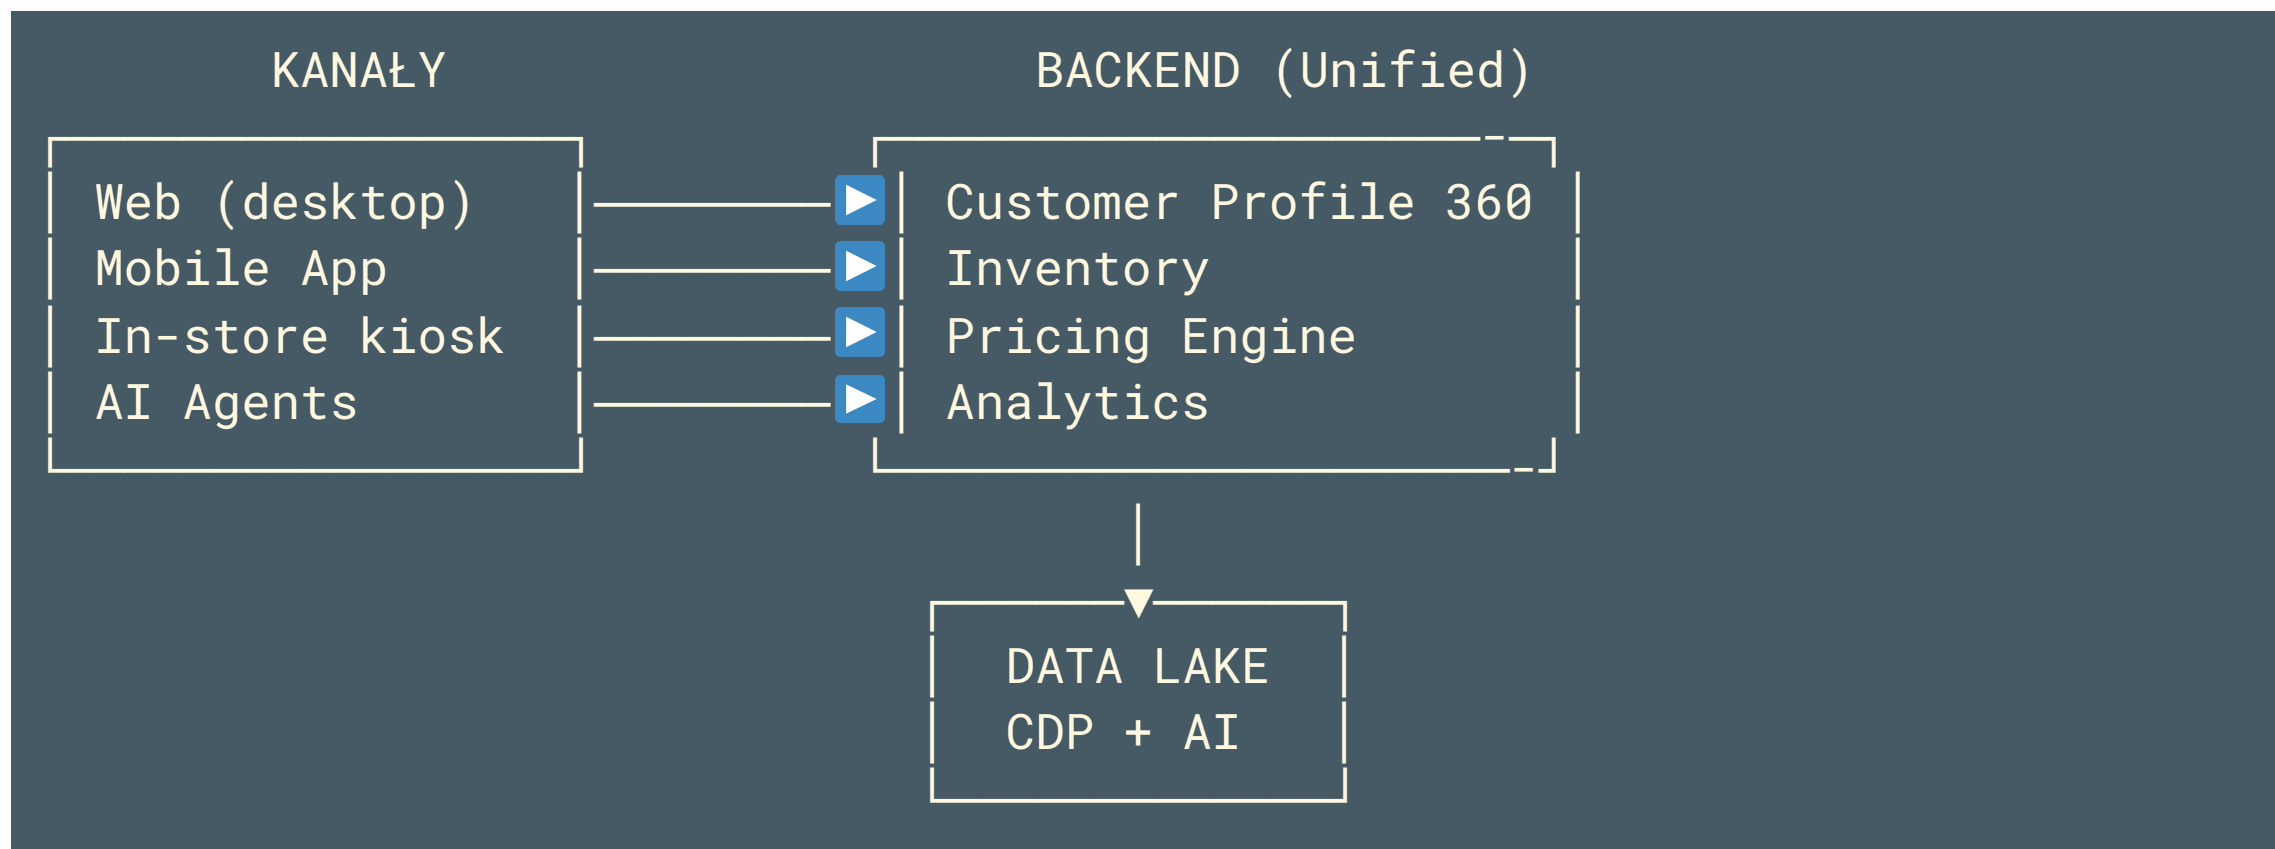 KANAŁY
BACKEND (Unified)
Web (desktop)
Customer Profile 360
Mobile App
Inventory
In-store kiosk
Pricing Engine
AI Agents
Analytics
DATA LAKE
CDP + AI